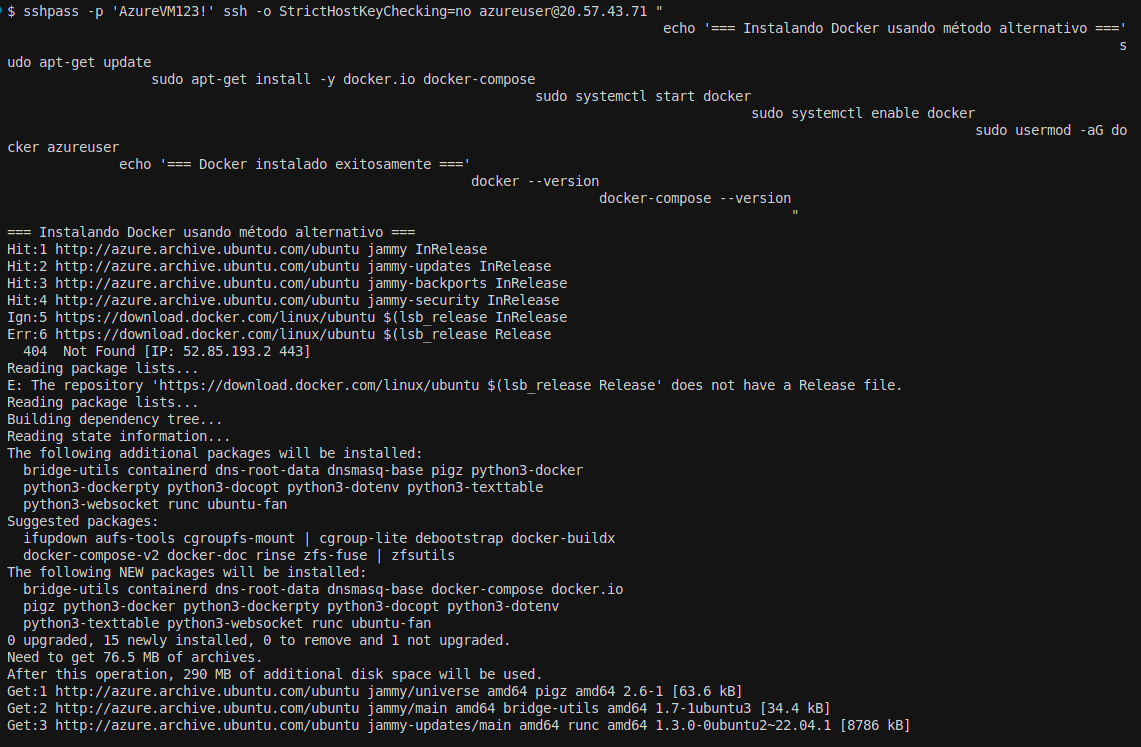 $ sshpass -p 'AzureVM123!' ssh -o StrictHostKeyChecking=no azureuser@20.57.43.71 "
echo '=== Instalando Docker usando método alternativo ==='
s
udo apt-get update
sudo apt-get install -y docker.io docker-compose
sudo systemctl start docker
sudo systemctl enable docker
sudo usermod -aG do
cker azureuser
echo '=== Docker instalado exitosamente ==='
docker --version
docker-compose --version
"
=== Instalando Docker usando método alternativo ===
Hit:1 http://azure.archive.ubuntu.com/ubuntu jammy InRelease
Hit:2 http://azure.archive.ubuntu.com/ubuntu jammy-updates InRelease
Hit:3 http://azure.archive.ubuntu.com/ubuntu jammy-backports InRelease
Hit:4 http://azure.archive.ubuntu.com/ubuntu jammy-security InRelease
Ign:5 https://download.docker.com/linux/ubuntu $(lsb_release InRelease
Err:6 https://download.docker.com/linux/ubuntu $(lsb_release Release
404  Not Found [IP: 52.85.193.2 443]
Reading package lists...
E: The repository 'https://download.docker.com/linux/ubuntu $(lsb_release Release' does not have a Release file.
Reading package lists...
Building dependency tree...
Reading state information...
The following additional packages will be installed:
bridge-utils containerd dns-root-data dnsmasq-base pigz python3-docker
python3-dockerpty python3-docopt python3-dotenv python3-texttable
python3-websocket runc ubuntu-fan
Suggested packages:
ifupdown aufs-tools cgroupfs-mount | cgroup-lite debootstrap docker-buildx
docker-compose-v2 docker-doc rinse zfs-fuse | zfsutils
The following NEW packages will be installed:
bridge-utils containerd dns-root-data dnsmasq-base docker-compose docker.io
pigz python3-docker python3-dockerpty python3-docopt python3-dotenv
python3-texttable python3-websocket runc ubuntu-fan
0 upgraded, 15 newly installed, 0 to remove and 1 not upgraded.
Need to get 76.5 MB of archives.
After this operation, 290 MB of additional disk space will be used.
Get:1 http://azure.archive.ubuntu.com/ubuntu jammy/universe amd64 pigz amd64 2.6-1 [63.6 kB]
Get:2 http://azure.archive.ubuntu.com/ubuntu jammy/main amd64 bridge-utils amd64 1.7-1ubuntu3 [34.4 kB]
Get:3 http://azure.archive.ubuntu.com/ubuntu jammy-updates/main amd64 runc amd64 1.3.0-0ubuntu2~22.04.1 [8786 kB]